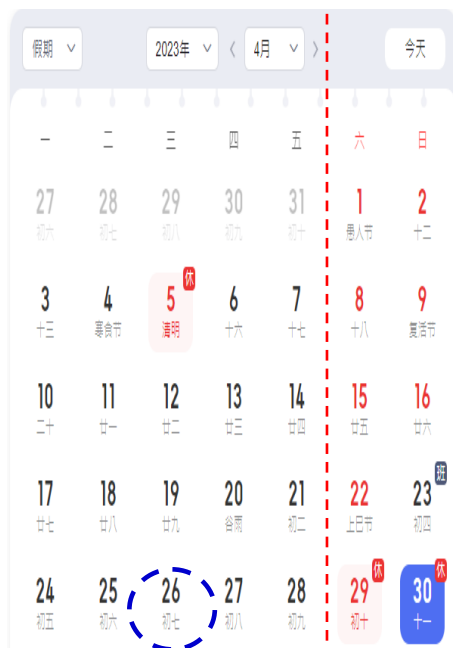 假期 2023年 4月 今天
一 二 三 四 五 六 日
27 28 29 30 31 1 2
初六 初七 初八 初九 初十 愚人节 十二
休
3 4 5 6 7 8 9
十三 寒食节 清明 十六 十七 十八 复活节
10 11 12 13 14 15 16
二十 廿一 廿二 廿三 廿四 廿五 廿六
班
17 18 19 20 21 22 23
廿七 廿八 廿九 谷雨 初二 上巳节 初四
休 休
24 25 26 27 28 29 30
初五 初六 初七 初八 初九 初十 十一